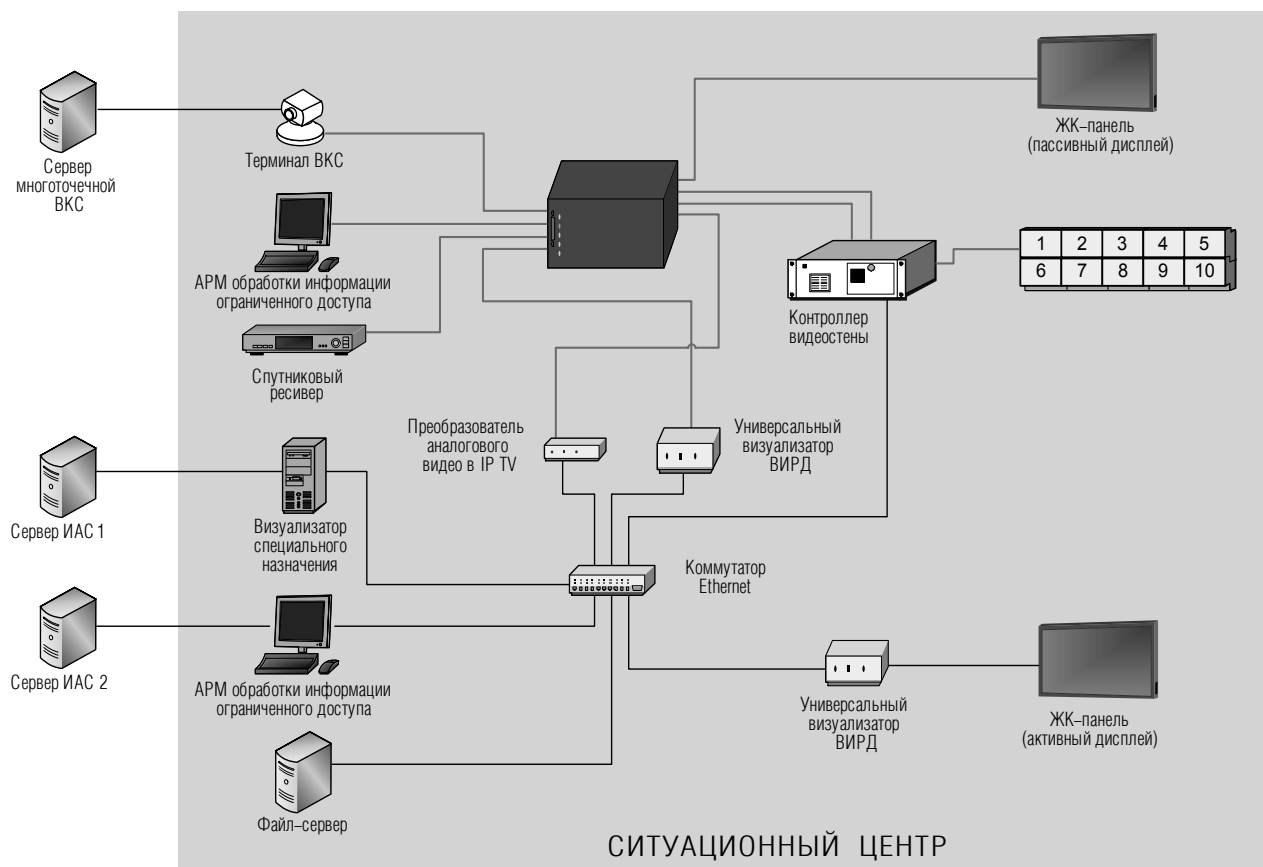 Сервер
многоточечной
ВКС
Терминал ВКС
ЖК–панель
(пассивный дисплей)
АРМ обработки информации
ограниченного доступа
1 2 3 4 5
6 7 8 9 10
Контроллер
видеостены
Спутниковый
ресивер
Преобразователь
аналогового
видео в IP TV
Универсальный
визуализатор
ВИРД
Сервер ИАС 1
Визуализатор
специального
назначения
Коммутатор
Ethernet
Сервер ИАС 2
АРМ обработки информации
ограниченного доступа
Универсальный
визуализатор
ВИРД
ЖК–панель
(активный дисплей)
Файл–сервер
СИТУАЦИОННЫЙ ЦЕНТР